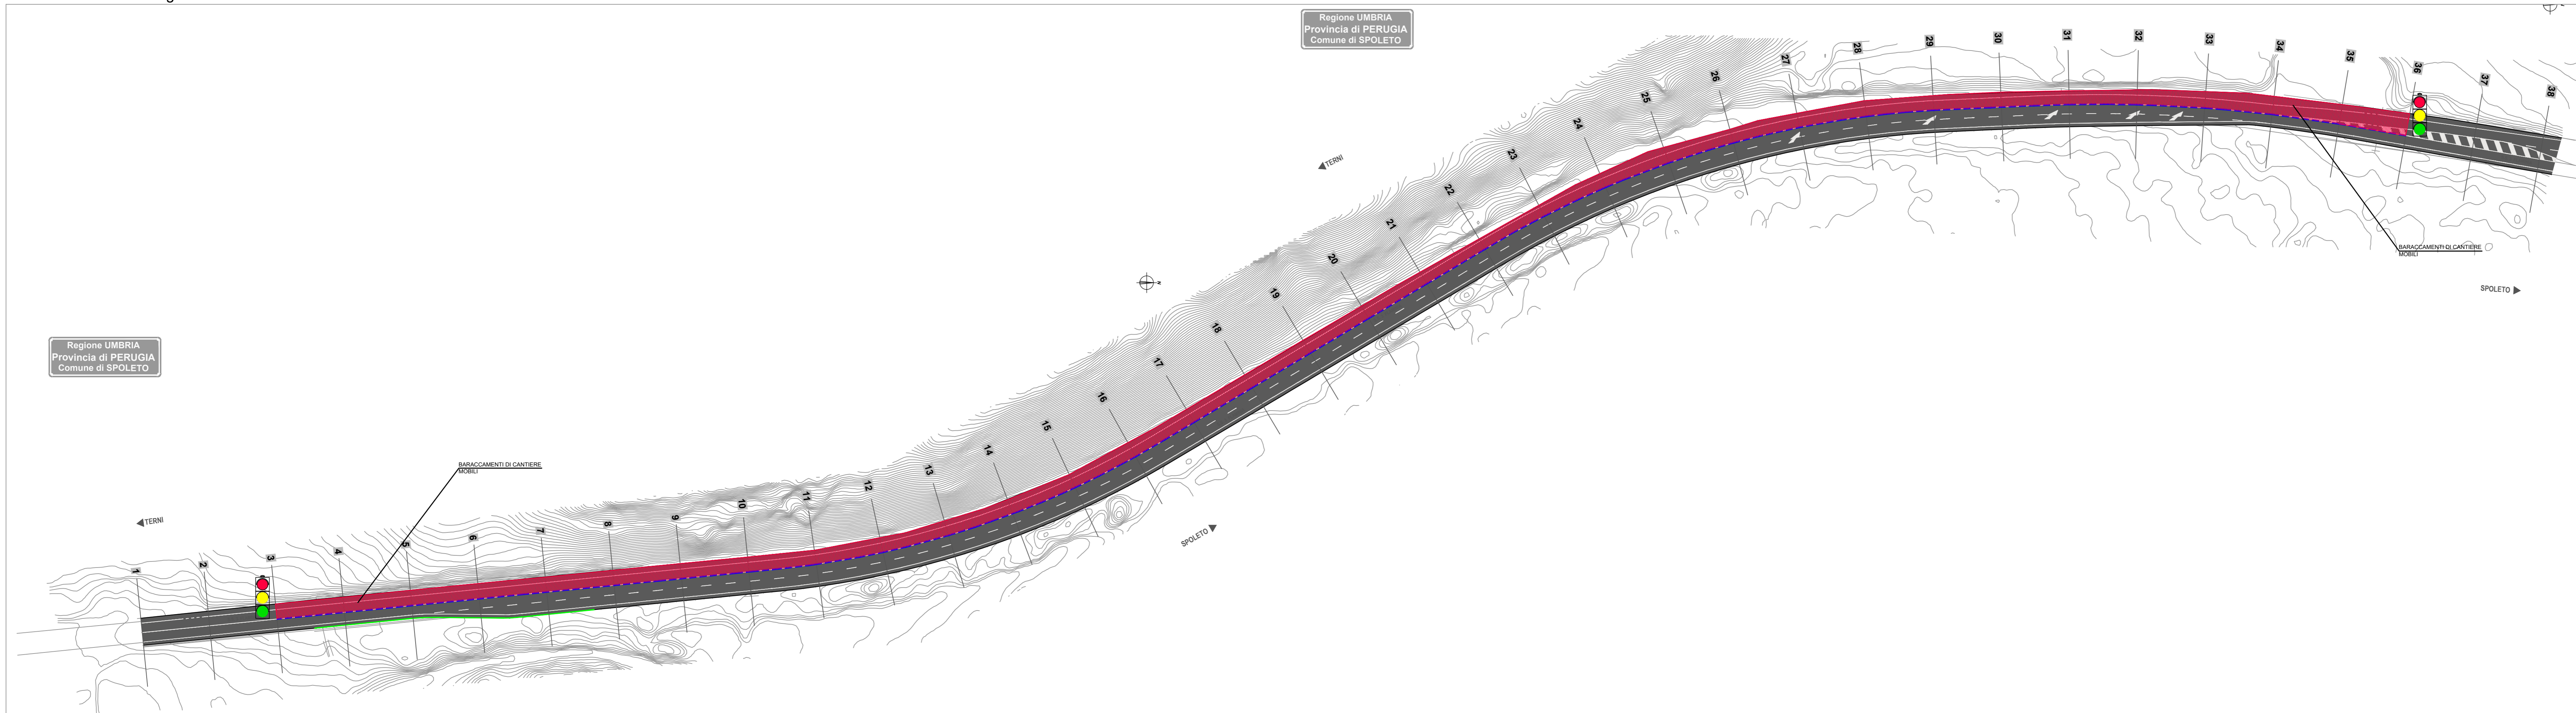 Regione UMBRIA
Provincia di PERUGIA
Comune di SPOLETO
Regione UMBRIA
Provincia di PERUGIA
Comune di SPOLETO
TERNI
TERNI
SPOLETO
SPOLETO
BARACCAMENTI DI CANTIERE
MOBILI
BARACCAMENTI DI CANTIERE
MOBILI
1
2
3
4
5
6
7
8
9
10
11
12
13
14
15
16
17
18
19
20
21
22
23
24
25
26
27
28
29
30
31
32
33
34
35
36
37
38